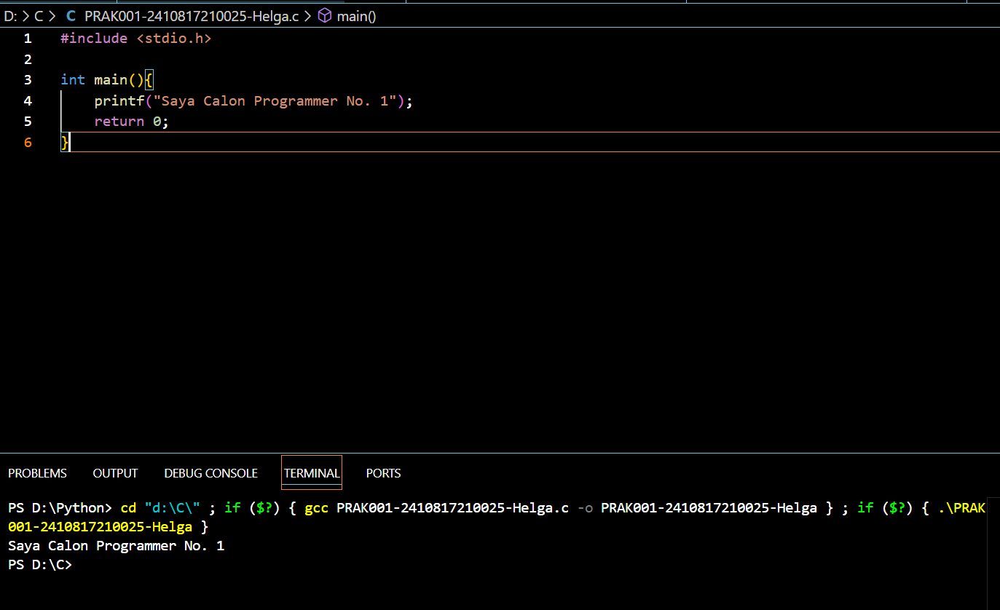 D: > C > C PRAK001-2410817210025-Helga.c > main()
1 #include <stdio.h>
2
3 int main(){
4 printf("Saya Calon Programmer No. 1");
5 return 0;
6 }
PROBLEMS OUTPUT DEBUG CONSOLE TERMINAL PORTS
PS D:\Python> cd "d:\C\" ; if ($?) { gcc PRAK001-2410817210025-Helga.c -o PRAK001-2410817210025-Helga } ; if ($?) { .\PRAK
001-2410817210025-Helga }
Saya Calon Programmer No. 1
PS D:\C>